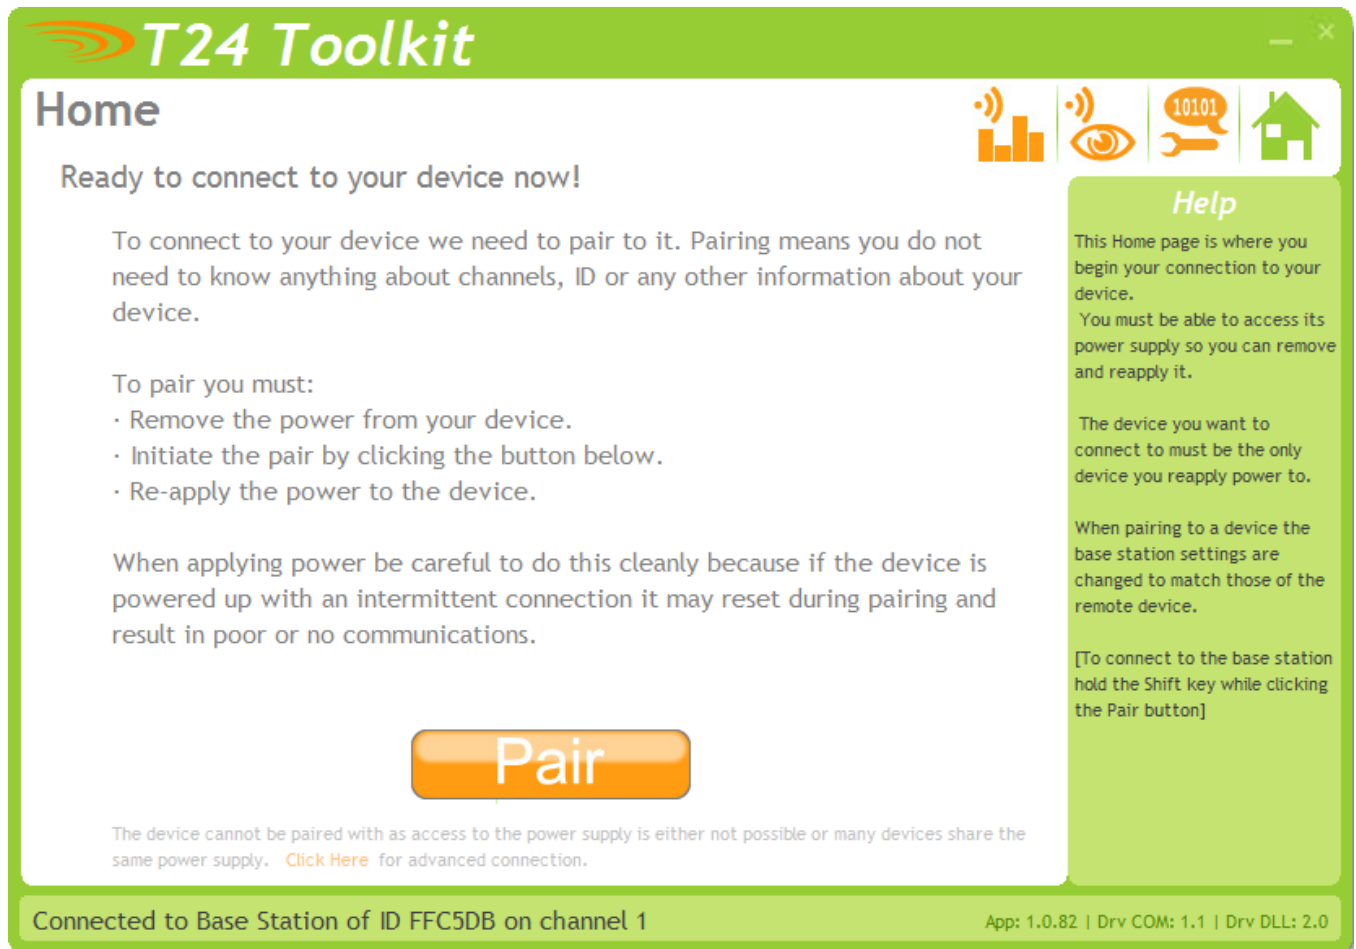 T24 Toolkit
Home
10101
Ready to connect to your device now!
To connect to your device we need to pair to it. Pairing means you do not
need to know anything about channels, ID or any other information about your
device.
To pair you must:
· Remove the power from your device.
· Initiate the pair by clicking the button below.
· Re-apply the power to the device.
When applying power be careful to do this cleanly because if the device is
powered up with an intermittent connection it may reset during pairing and
result in poor or no communications.
Pair
The device cannot be paired with as access to the power supply is either not possible or many devices share the
same power supply. Click Here for advanced connection.
Help
This Home page is where you
begin your connection to your
device.
You must be able to access its
power supply so you can remove
and reapply it.
The device you want to
connect to must be the only
device you reapply power to.
When pairing to a device the
base station settings are
changed to match those of the
remote device.
[To connect to the base station
hold the Shift key while clicking
the Pair button]
Connected to Base Station of ID FFC5DB on channel 1
App: 1.0.82 | Drv COM: 1.1 | Drv DLL: 2.0